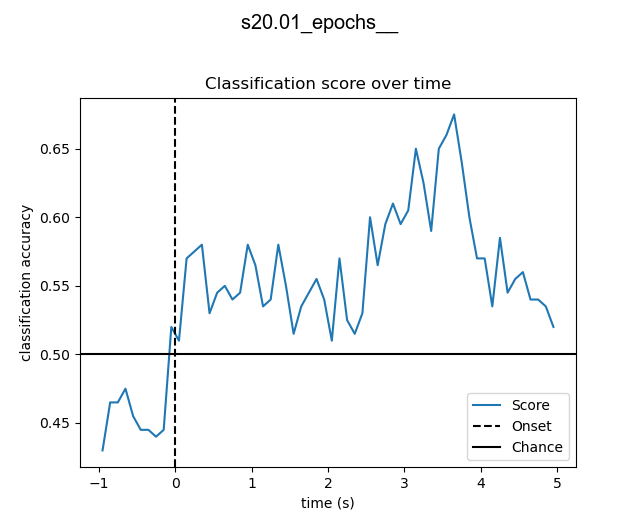 s20.01_epochs__
Classification score over time
classification accuracy
0.65
0.60
0.55
0.50
0.45
−1
0
1
2
3
4
5
time (s)
Score
Onset
Chance